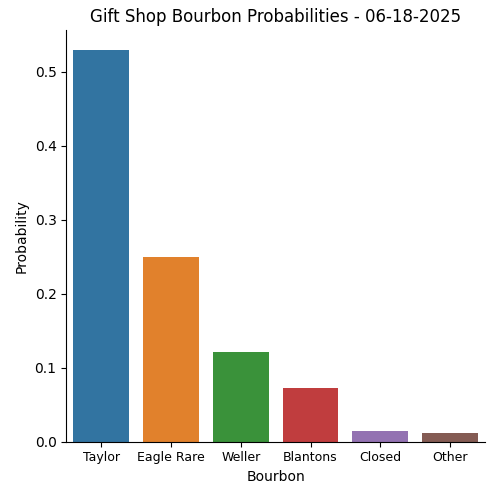 Gift Shop Bourbon Probabilities - 06-18-2025
0.5
0.4
0.3
0.2
0.1
0.0
Probability
Taylor Eagle Rare Weller Blantons Closed Other
Bourbon